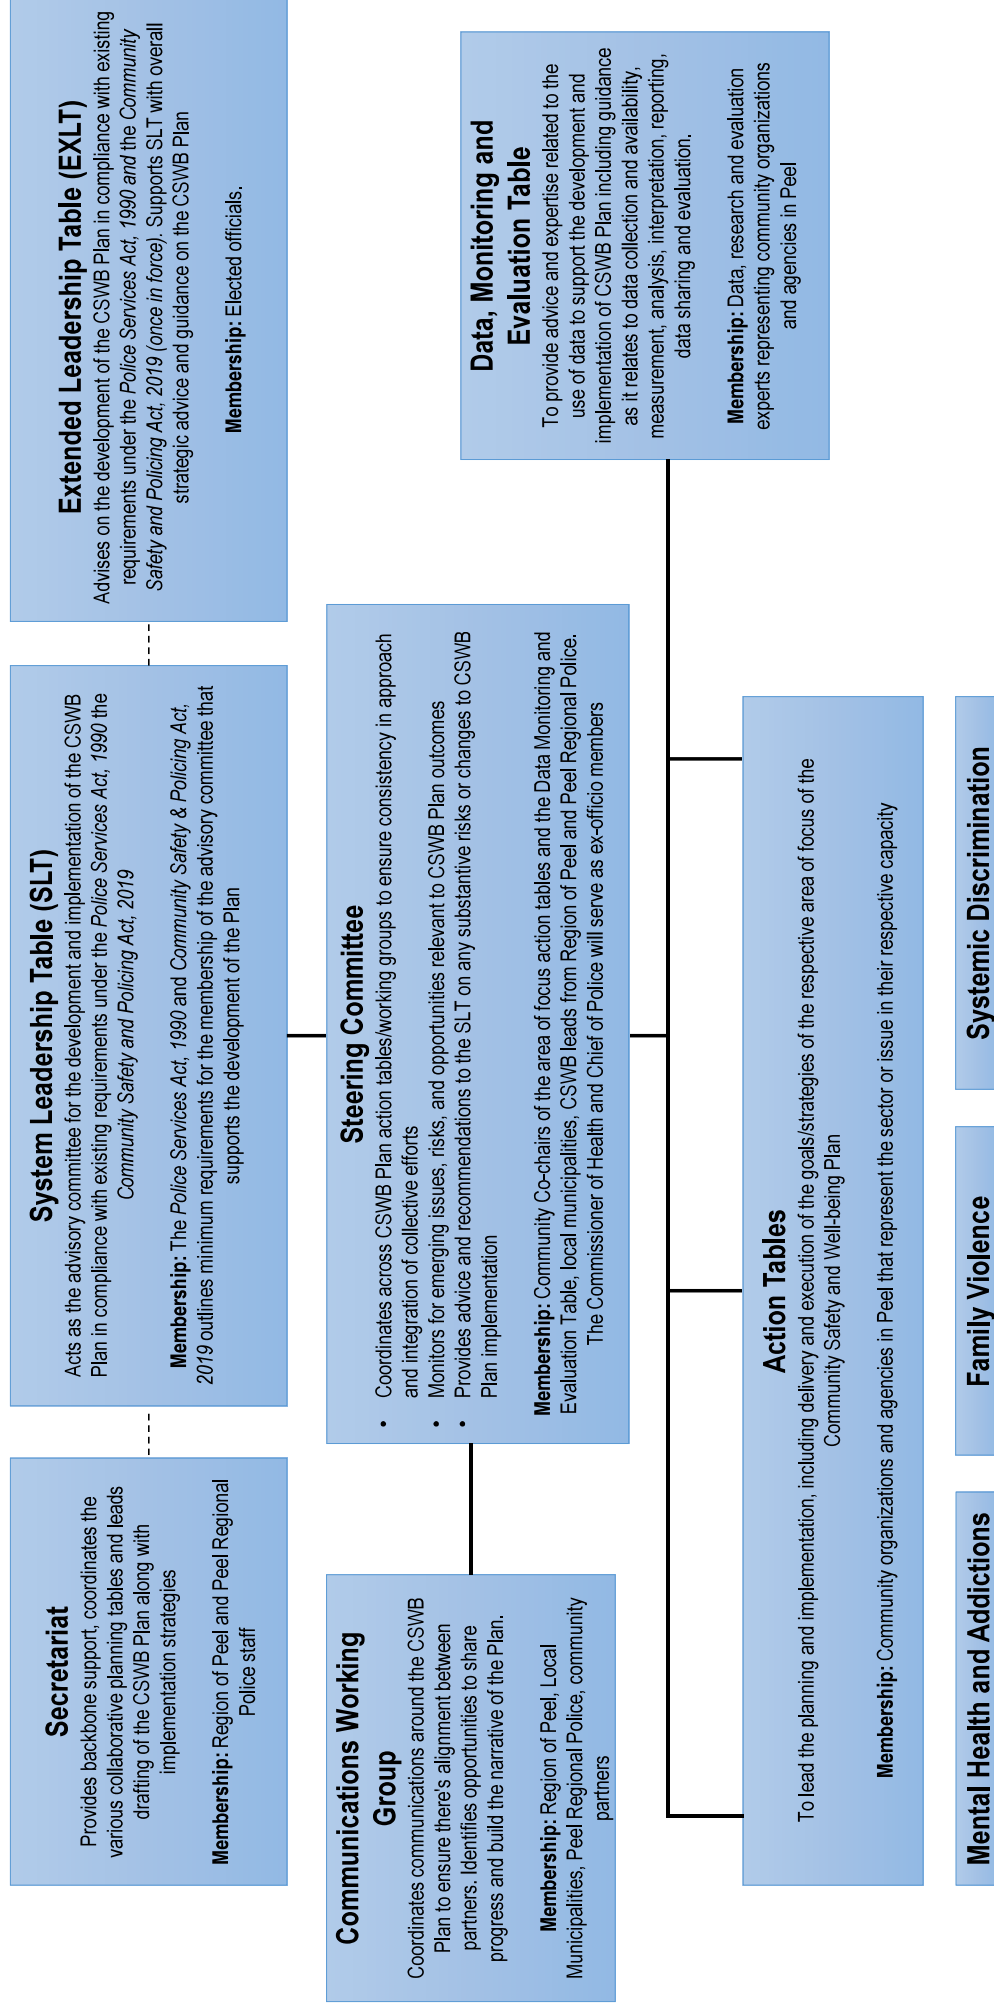 Secretariat
Provides backbone support, coordinates the
various collaborative planning tables and leads
drafting of the CSWB Plan along with
implementation strategies
Membership: Region of Peel and Peel Regional
Police staff
System Leadership Table (SLT)
Acts as the advisory committee for the development and implementation of the CSWB
Plan in compliance with existing requirements under the Police Services Act, 1990 the
Community Safety and Policing Act, 2019
Membership: The Police Services Act, 1990 and Community Safety & Policing Act,
2019 outlines minimum requirements for the membership of the advisory committee that
supports the development of the Plan
Extended Leadership Table (EXLT)
Advises on the development of the CSWB Plan in compliance with existing
requirements under the Police Services Act, 1990 and the Community
Safety and Policing Act, 2019 (once in force). Supports SLT with overall
strategic advice and guidance on the CSWB Plan
Membership: Elected officials.
Communications Working
Group
Coordinates communications around the CSWB
Plan to ensure there's alignment between
partners. Identifies opportunities to share
progress and build the narrative of the Plan.
Membership: Region of Peel, Local
Municipalities, Peel Regional Police, community
partners
Steering Committee
• Coordinates across CSWB Plan action tables/working groups to ensure consistency in approach
and integration of collective efforts
• Monitors for emerging issues, risks, and opportunities relevant to CSWB Plan outcomes
• Provides advice and recommendations to the SLT on any substantive risks or changes to CSWB
Plan implementation
Membership: Community Co-chairs of the area of focus action tables and the Data Monitoring and
Evaluation Table, local municipalities, CSWB leads from Region of Peel and Peel Regional Police.
The Commissioner of Health and Chief of Police will serve as ex-officio members
Data, Monitoring and
Evaluation Table
To provide advice and expertise related to the
use of data to support the development and
implementation of CSWB Plan including guidance
as it relates to data collection and availability,
measurement, analysis, interpretation, reporting,
data sharing and evaluation.
Membership: Data, research and evaluation
experts representing community organizations
and agencies in Peel
Action Tables
To lead the planning and implementation, including delivery and execution of the goals/strategies of the respective area of focus of the
Community Safety and Well-being Plan
Membership: Community organizations and agencies in Peel that represent the sector or issue in their respective capacity
Mental Health and Addictions
Family Violence
Systemic Discrimination